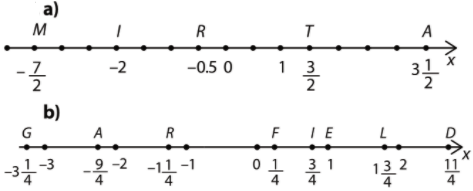 a)
M I R T A
-7/2 -2 -0.5 0 1 3/2 3 1/2 x
b)
G A R F I E L D
-3 1/4 -3 -9/4 -2 -1 1/4 -1 0 1/4 3/4 1 1 3/4 2 11/4 x